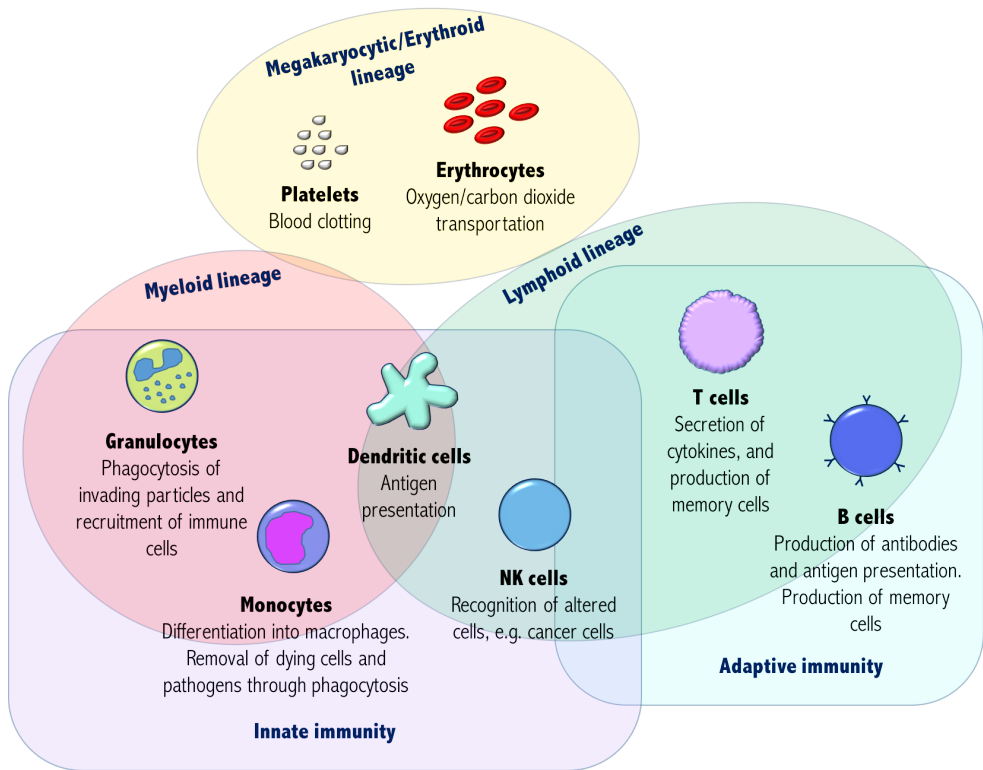 Megakaryocytic/Erythroid
lineage
Platelets
Blood clotting
Erythrocytes
Oxygen/carbon dioxide
transportation
Myeloid lineage
Lymphoid lineage
Granulocytes
Phagocytosis of
invading particles and
recruitment of immune
cells
Dendritic cells
Antigen
presentation
T cells
Secretion of
cytokines, and
production of
memory cells
B cells
Production of antibodies
and antigen presentation.
Production of memory
cells
Monocytes
Differentiation into macrophages.
Removal of dying cells and
pathogens through phagocytosis
NK cells
Recognition of altered
cells, e.g. cancer cells
Adaptive immunity
Innate immunity